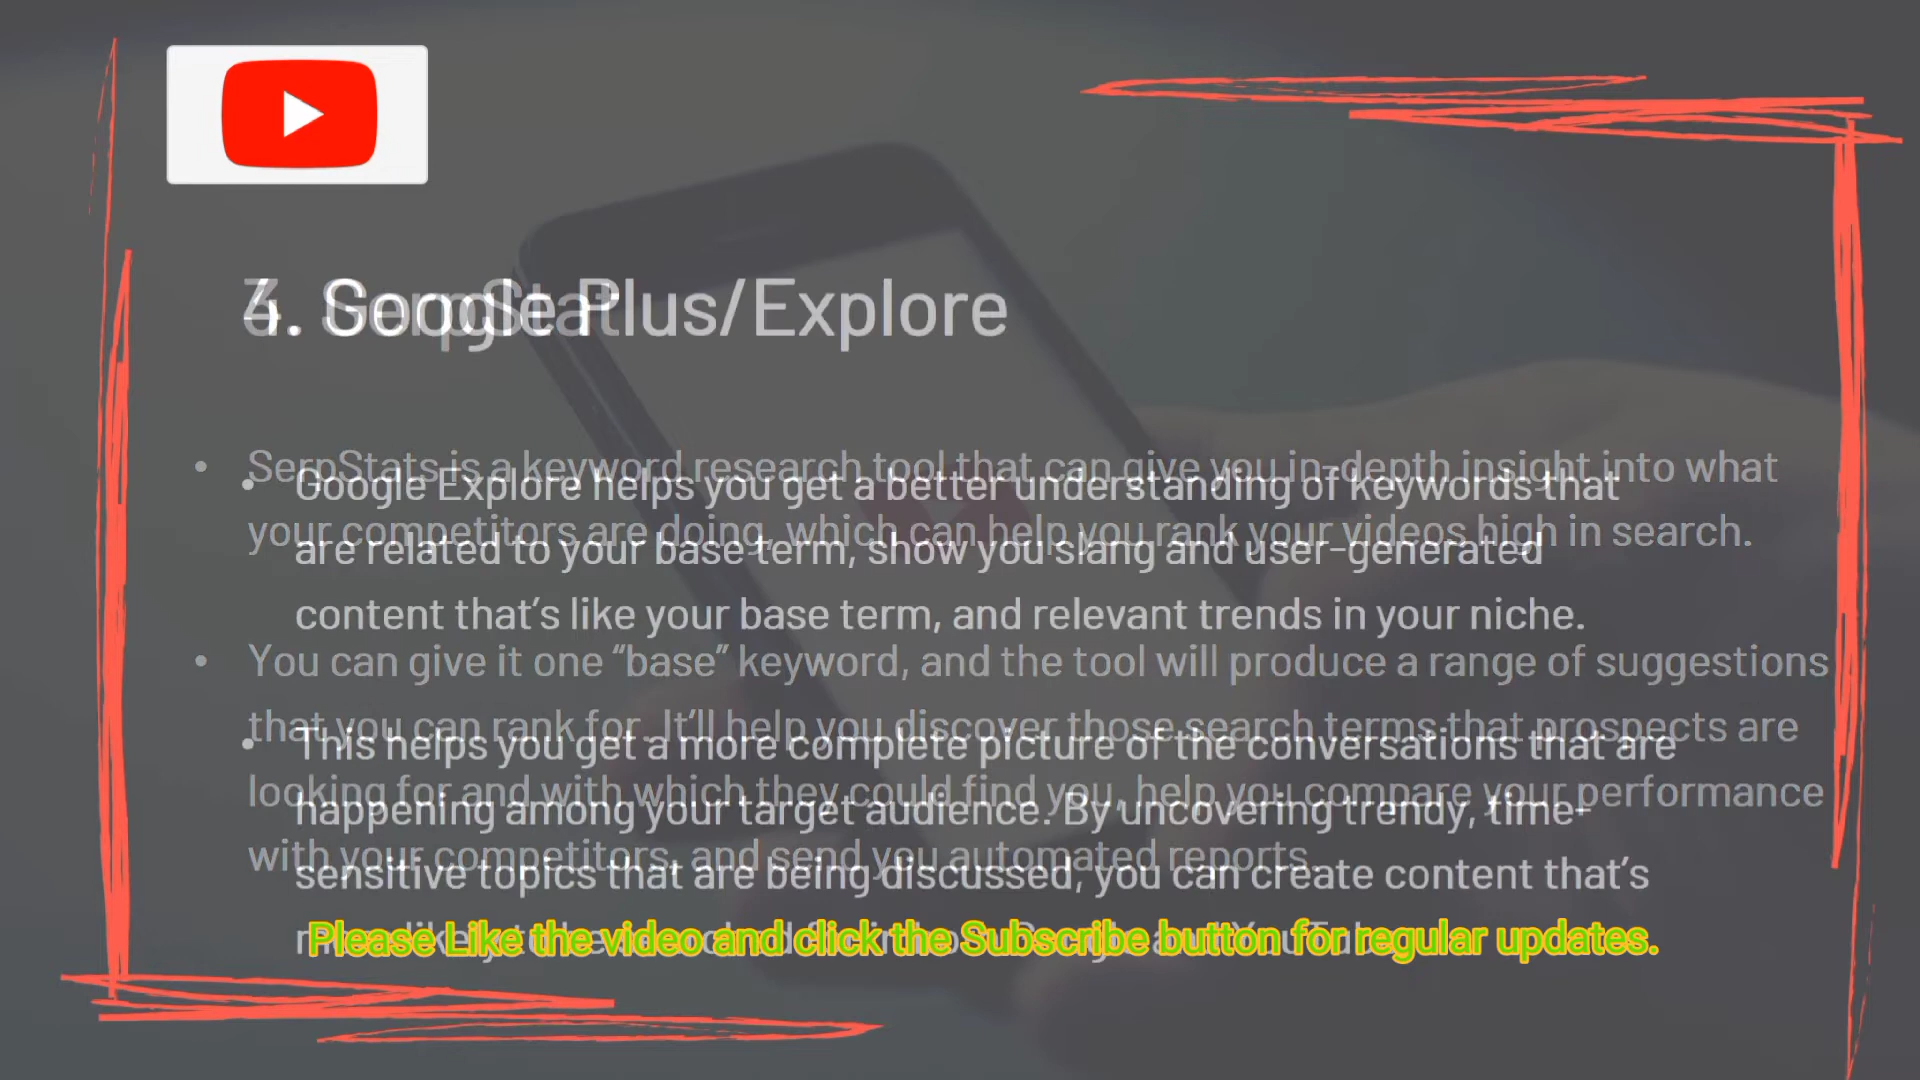 3. SerpStat
4. Google Plus/Explore
• SerpStats is a keyword research tool that can give you in-depth insight into what
your competitors are doing, which can help you rank your videos high in search.
• You can give it one “base” keyword, and the tool will produce a range of suggestions
that you can rank for. It’ll help you discover those search terms that prospects are
looking for and with which they could find you, help you compare your performance
with your competitors, and send you automated reports.
• Google Explore helps you get a better understanding of keywords that
are related to your base term, show you slang and user-generated
content that’s like your base term, and relevant trends in your niche.
• This helps you get a more complete picture of the conversations that are
happening among your target audience. By uncovering trendy, time-
sensitive topics that are being discussed, you can create content that’s
Please Like the video and click the Subscribe button for regular updates.